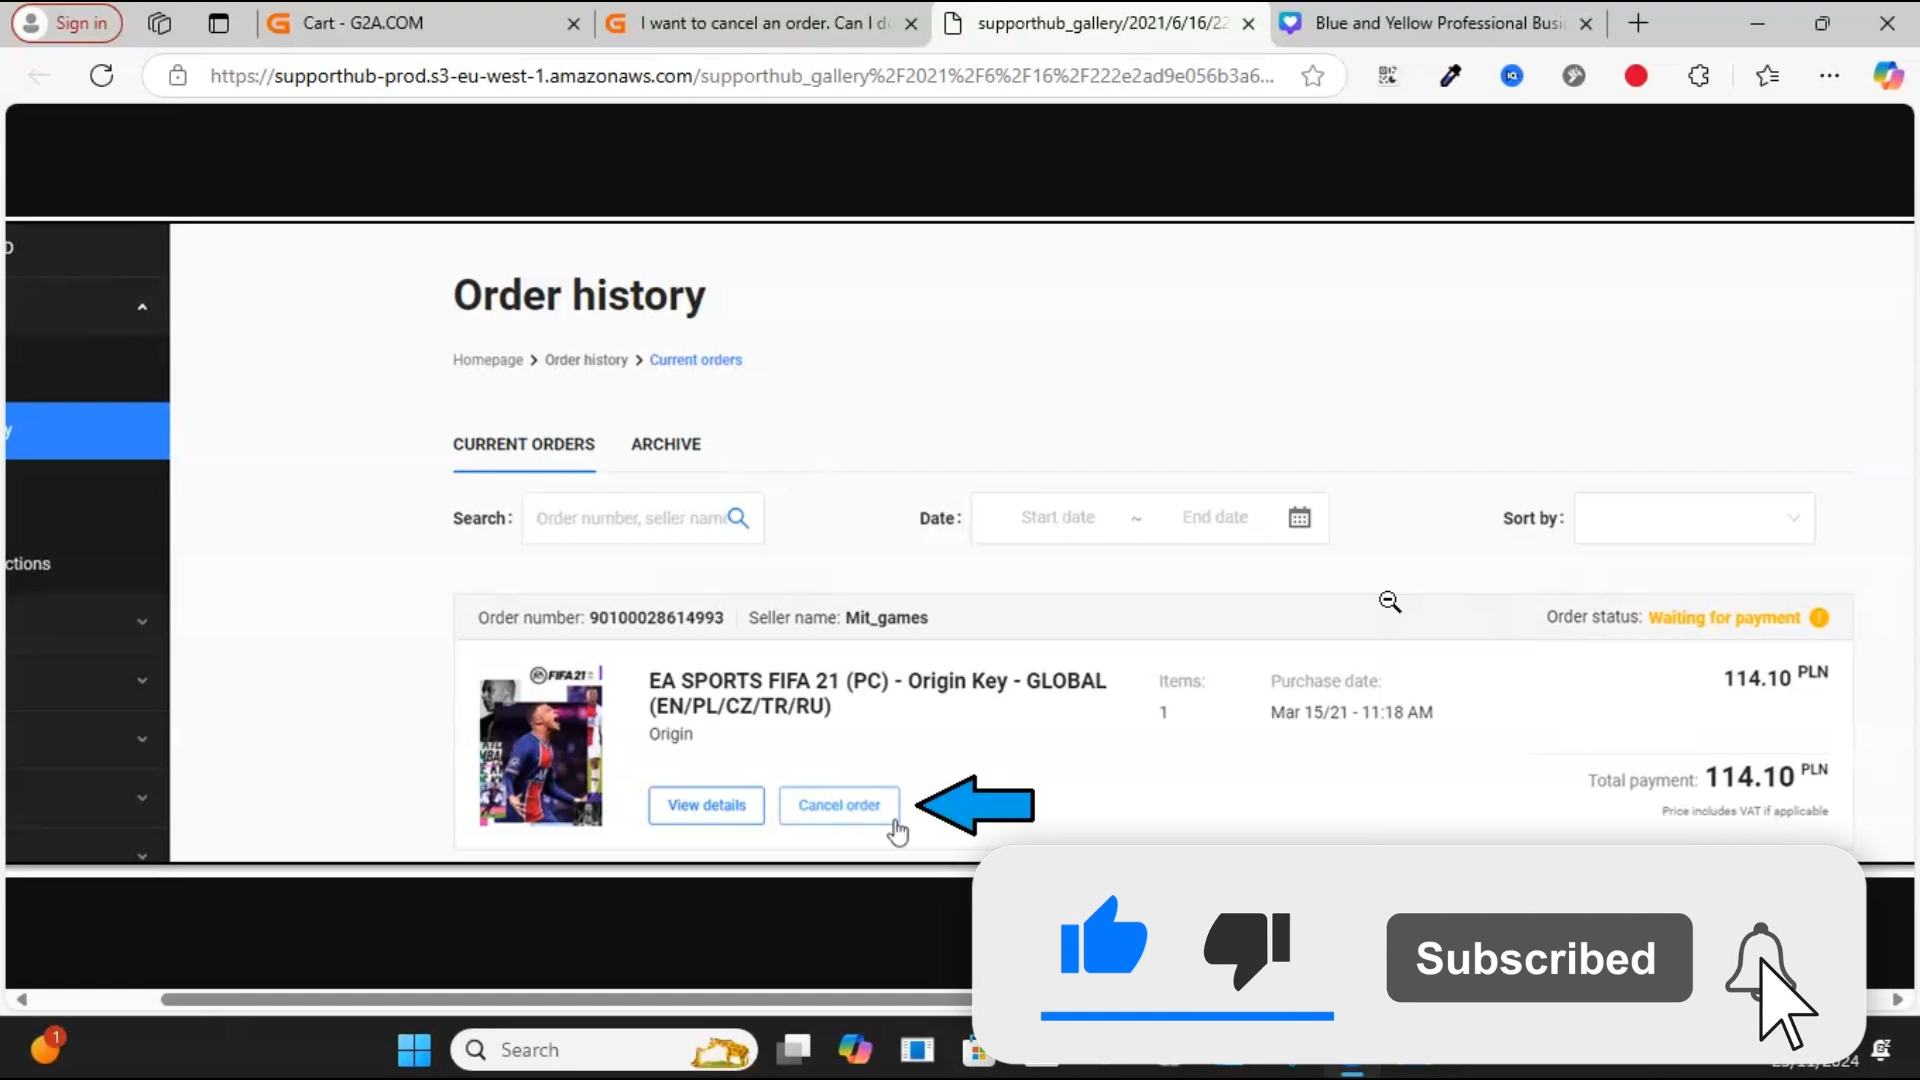 Sign in
Cart - G2A.COM
I want to cancel an order. Can I d
supporthub_gallery/2021/6/16/22
Blue and Yellow Professional Busi
https://supporthub-prod.s3-eu-west-1.amazonaws.com/supporthub_gallery%2F2021%2F6%2F16%2F222e2ad9e056b3a6...
Order history
Homepage > Order history > Current orders
y
CURRENT ORDERS ARCHIVE
Search: Order number, seller name Date: Start date ~ End date Sort by:
ctions
Order number: 90100028614993 Seller name: Mit_games Order status: Waiting for payment !
FIFA 21
EA SPORTS FIFA 21 (PC) - Origin Key - GLOBAL
(EN/PL/CZ/TR/RU)
Origin
Items:
1
Purchase date:
Mar 15/21 - 11:18 AM
114.10 PLN
Total payment: 114.10 PLN
Price includes VAT if applicable
View details Cancel order
Subscribed
1
Search